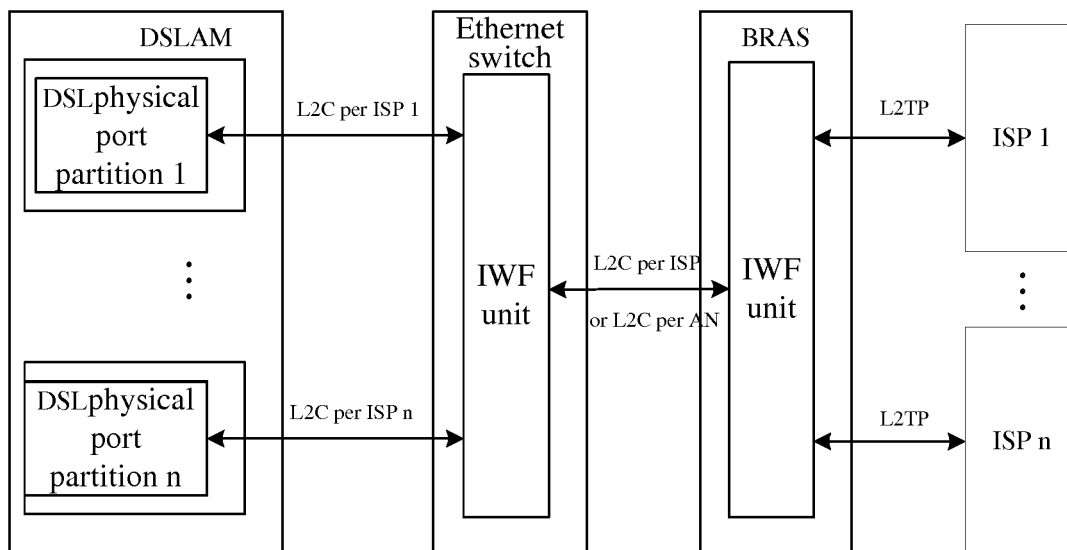 DSLAM
DSLphysical
port
partition 1
DSLphysical
port
partition n
L2C per ISP 1
L2C per ISP n
Ethernet
switch
IWF
unit
L2C per ISP
or L2C per AN
BRAS
IWF
unit
L2TP
L2TP
ISP 1
ISP n